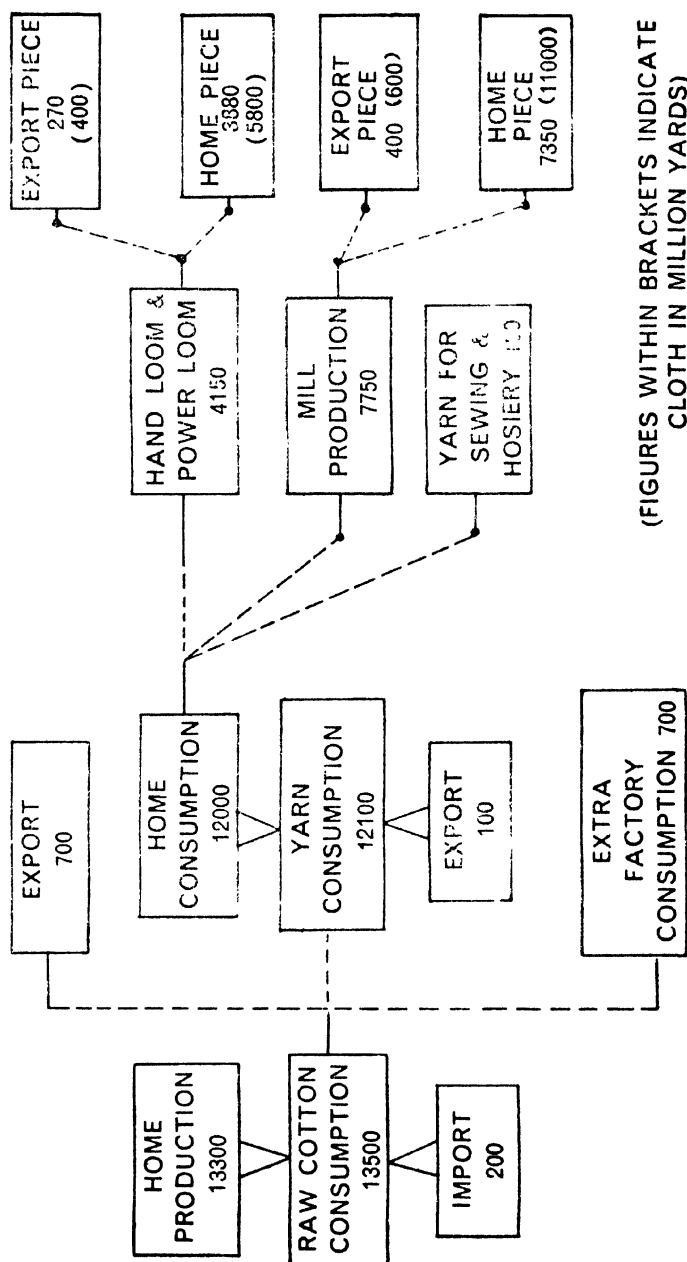 HOME
PRODUCTION
13300
RAW COTTON
CONSUMPTION
13500
IMPORT
200
EXPORT
700
HOME
CONSUMPTION
12000
YARN
CONSUMPTION
12100
EXPORT
100
EXTRA
FACTORY
CONSUMPTION 700
HAND LOOM &
POWER LOOM
4150
MILL
PRODUCTION
7750
YARN FOR
SEWING &
HOSIERY
EXPORT PIECE
270
(400)
HOME PIECE
3880
(5800)
EXPORT
PIECE
400 (600)
HOME
PIECE
7350 (11000)
(FIGURES WITHIN BRACKETS INDICATE
CLOTH IN MILLION YARDS)